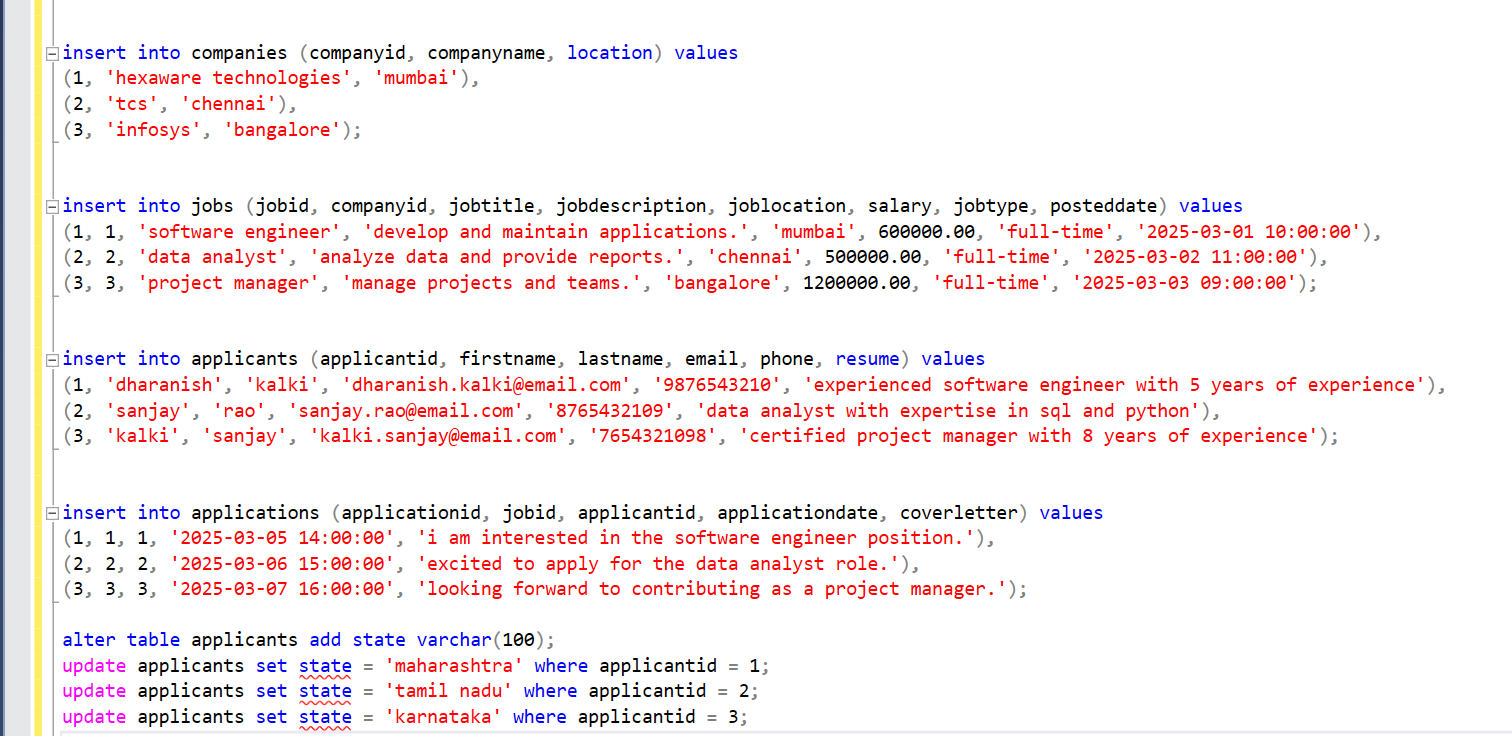 insert into companies (companyid, companyname, location) values
(1, 'hexaware technologies', 'mumbai'),
(2, 'tcs', 'chennai'),
(3, 'infosys', 'bangalore');
insert into jobs (jobid, companyid, jobtitle, jobdescription, joblocation, salary, jobtype, posteddate) values
(1, 1, 'software engineer', 'develop and maintain applications.', 'mumbai', 600000.00, 'full-time', '2025-03-01 10:00:00'),
(2, 2, 'data analyst', 'analyze data and provide reports.', 'chennai', 500000.00, 'full-time', '2025-03-02 11:00:00'),
(3, 3, 'project manager', 'manage projects and teams.', 'bangalore', 1200000.00, 'full-time', '2025-03-03 09:00:00');
insert into applicants (applicantid, firstname, lastname, email, phone, resume) values
(1, 'dharanish', 'kalki', 'dharanish.kalki@email.com', '9876543210', 'experienced software engineer with 5 years of experience'),
(2, 'sanjay', 'rao', 'sanjay.rao@email.com', '8765432109', 'data analyst with expertise in sql and python'),
(3, 'kalki', 'sanjay', 'kalki.sanjay@email.com', '7654321098', 'certified project manager with 8 years of experience');
insert into applications (applicationid, jobid, applicantid, applicationdate, coverletter) values
(1, 1, 1, '2025-03-05 14:00:00', 'i am interested in the software engineer position.'),
(2, 2, 2, '2025-03-06 15:00:00', 'excited to apply for the data analyst role.'),
(3, 3, 3, '2025-03-07 16:00:00', 'looking forward to contributing as a project manager.');
alter table applicants add state varchar(100);
update applicants set state = 'maharashtra' where applicantid = 1;
update applicants set state = 'tamil nadu' where applicantid = 2;
update applicants set state = 'karnataka' where applicantid = 3;